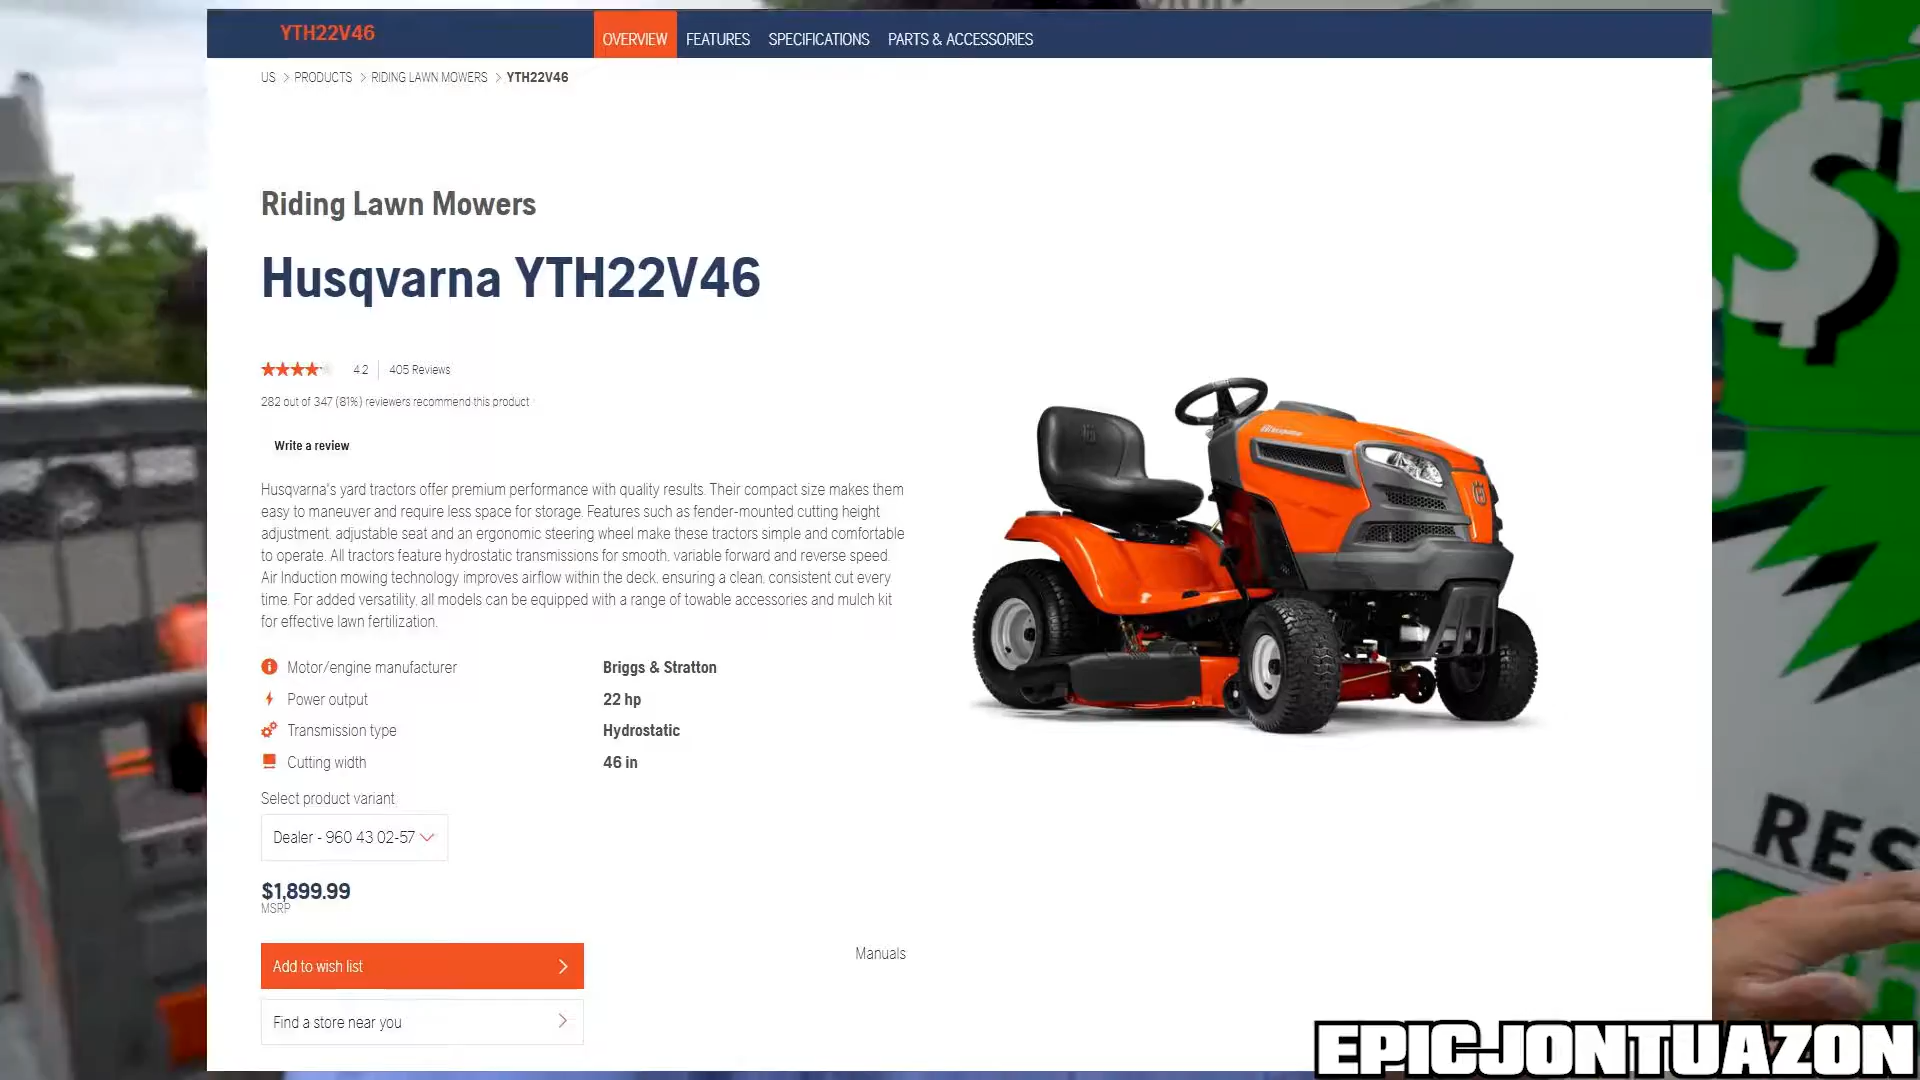 YTH22V46
OVERVIEW FEATURES SPECIFICATIONS PARTS & ACCESSORIES
US > PRODUCTS > RIDING LAWN MOWERS > YTH22V46
Riding Lawn Mowers
Husqvarna YTH22V46
4.2 405 Reviews
282 out of 347 (81%) reviewers recommend this product
Write a review
Husqvarna's yard tractors offer premium performance with quality results. Their compact size makes them
easy to maneuver and require less space for storage. Features such as fender-mounted cutting height
adjustment, adjustable seat and an ergonomic steering wheel make these tractors simple and comfortable
to operate. All tractors feature hydrostatic transmissions for smooth, variable forward and reverse speed.
Air Induction mowing technology improves airflow within the deck, ensuring a clean, consistent cut every
time. For added versatility, all models can be equipped with a range of towable accessories and mulch kit
for effective lawn fertilization.
Motor/engine manufacturer Briggs & Stratton
Power output 22 hp
Transmission type Hydrostatic
Cutting width 46 in
Select product variant
Dealer - 960 43 02-57
$1,899.99
MSRP
Add to wish list
Manuals
Find a store near you
$
RES
EPICJONTUAZON